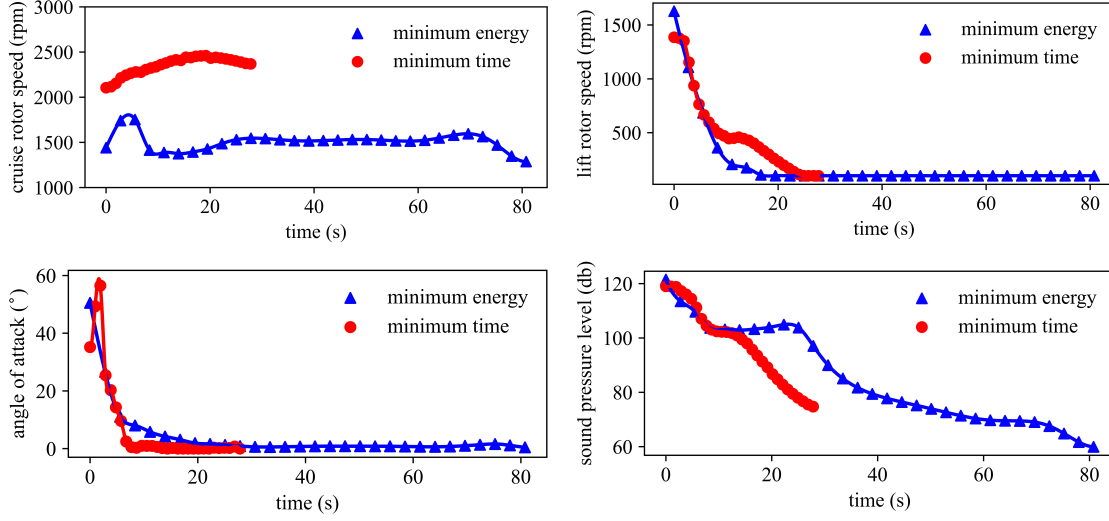 cruise rotor speed (rpm)
3000
2500
2000
1500
1000
minimum energy
minimum time
0
20
40
60
80
time (s)
lift rotor speed (rpm)
1500
1000
500
minimum energy
minimum time
0
20
40
60
80
time (s)
angle of attack (°)
60
40
20
0
minimum energy
minimum time
0
20
40
60
80
time (s)
sound pressure level (db)
120
100
80
60
minimum energy
minimum time
0
20
40
60
80
time (s)